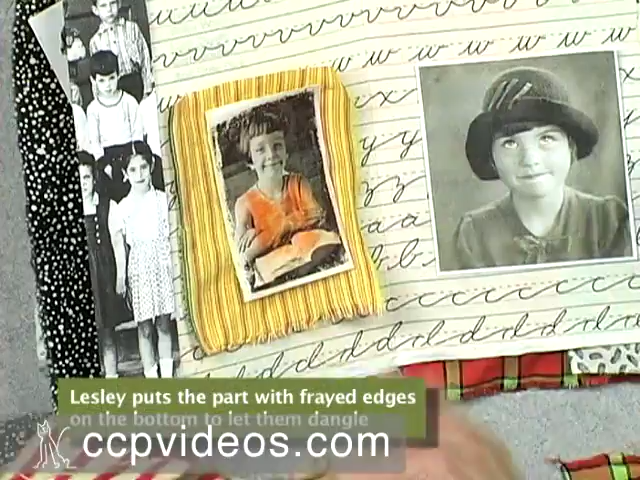 u u u u u
v v v v v v v v v v
w w w w w w
x
y y
z z
a a
b b
c c c c c c c c c c
d d d d d d d d d
Lesley puts the part with frayed edges
on the bottom to let them dangle
ccpvideos.com